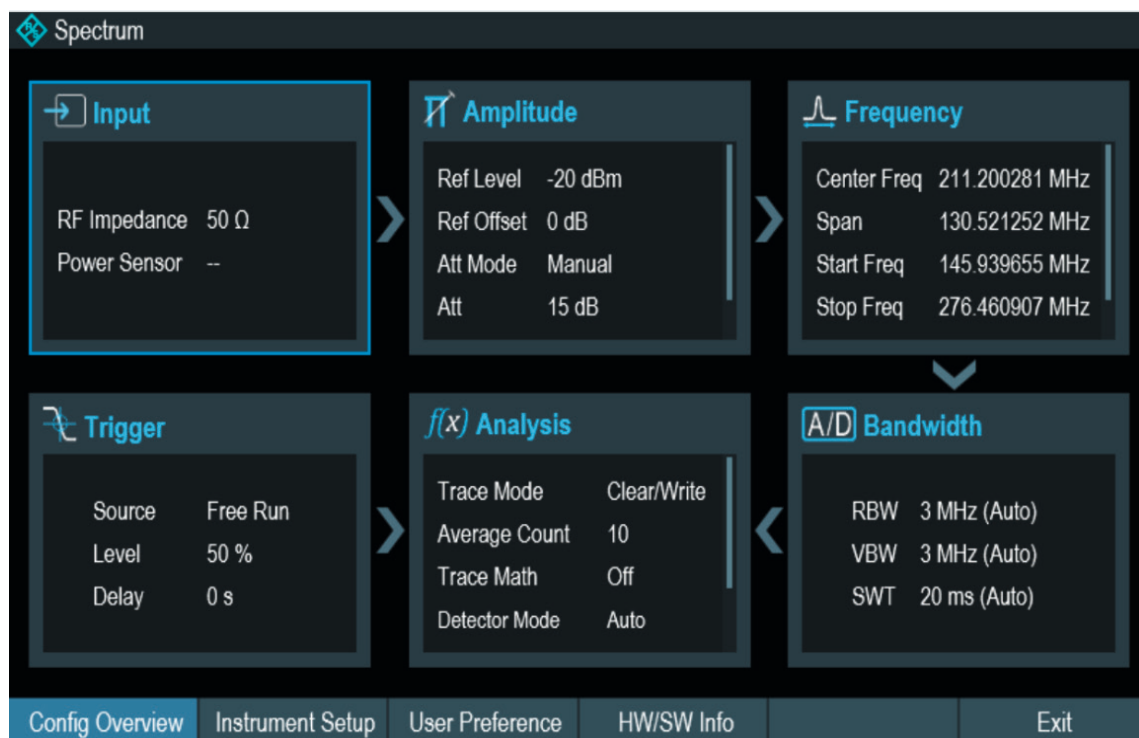 Spectrum
Input
RF Impedance 50 Ω
Power Sensor --
Amplitude
Ref Level -20 dBm
Ref Offset 0 dB
Att Mode Manual
Att 15 dB
Frequency
Center Freq 211.200281 MHz
Span 130.521252 MHz
Start Freq 145.939655 MHz
Stop Freq 276.460907 MHz
Trigger
Source Free Run
Level 50 %
Delay 0 s
f(x) Analysis
Trace Mode Clear/Write
Average Count 10
Trace Math Off
Detector Mode Auto
A/D Bandwidth
RBW 3 MHz (Auto)
VBW 3 MHz (Auto)
SWT 20 ms (Auto)
Config Overview Instrument Setup User Preference HW/SW Info Exit